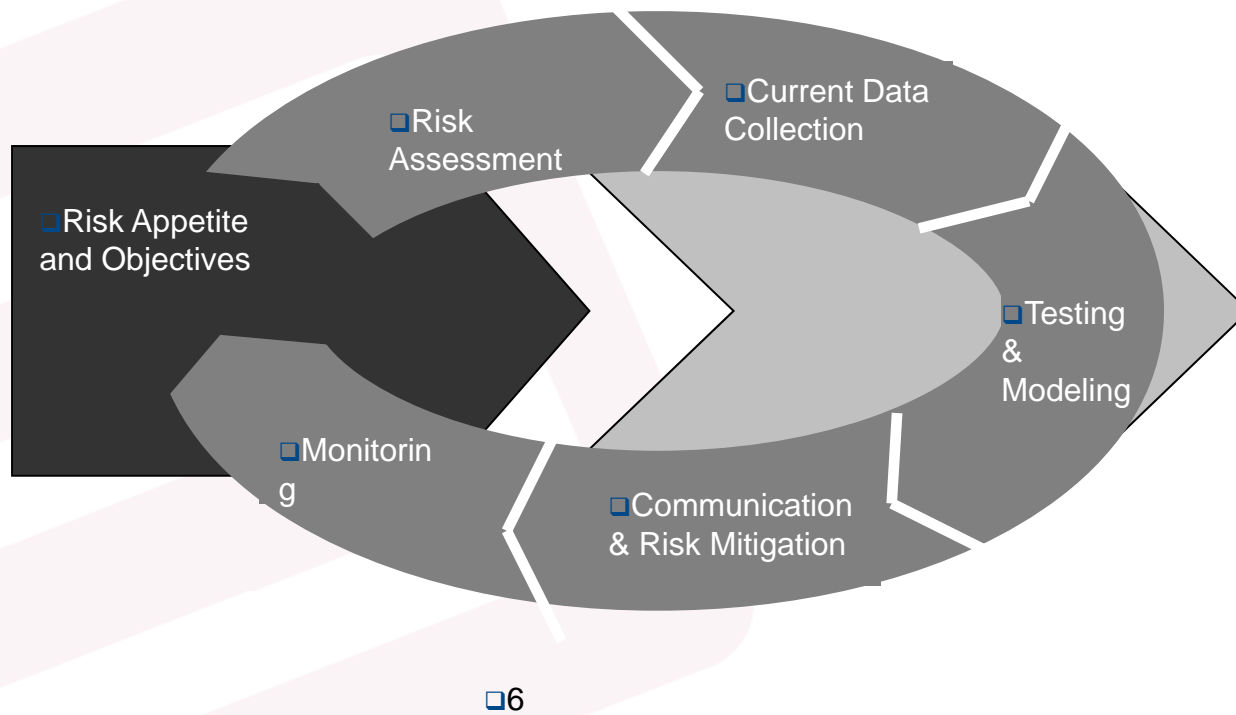 ❑Risk
Assessment
❑Current Data
Collection
❑Risk Appetite
and Objectives
❑Testing
&
Modeling
❑Monitorin
g
❑Communication
& Risk Mitigation
❑6